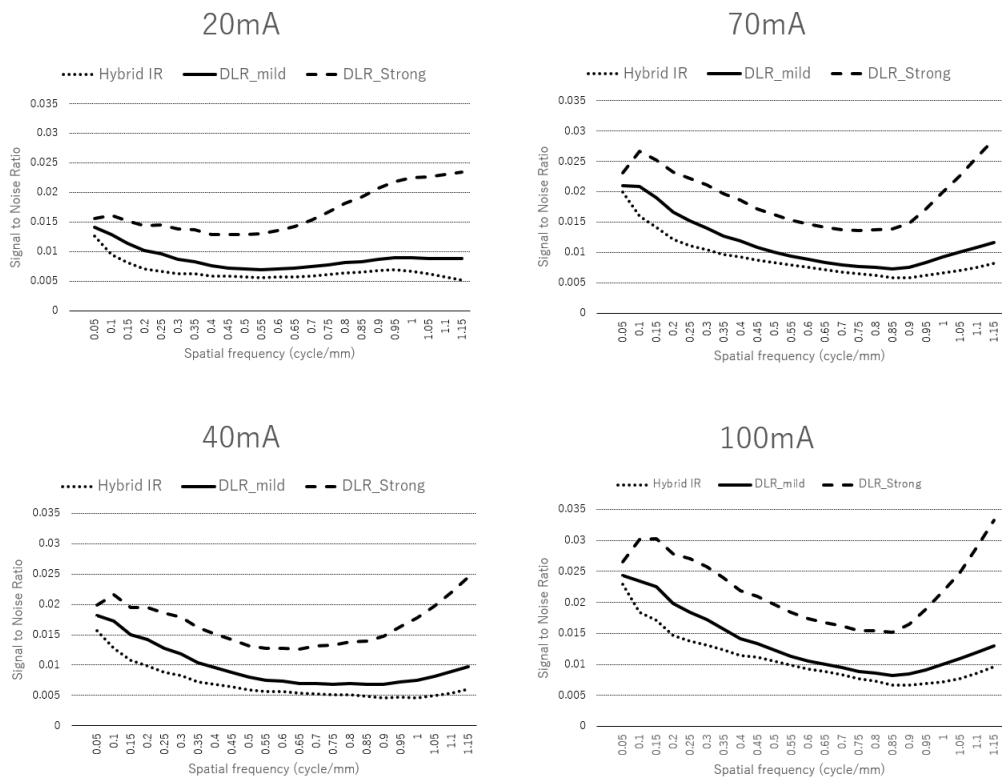 20mA
Hybrid IR DLR_mild DLR_Strong
0.035
0.03
0.025
0.02
0.015
0.01
0.005
0
Signal to Noise Ratio
0.05 0.1 0.15 0.2 0.25 0.3 0.35 0.4 0.45 0.5 0.55 0.6 0.65 0.7 0.75 0.8 0.85 0.9 0.95 1 1.05 1.1 1.15
Spatial frequency (cycle/mm)
70mA
Hybrid IR DLR_mild DLR_Strong
0.035
0.03
0.025
0.02
0.015
0.01
0.005
0
Signal to Noise Ratio
0.05 0.1 0.15 0.2 0.25 0.3 0.35 0.4 0.45 0.5 0.55 0.6 0.65 0.7 0.75 0.8 0.85 0.9 0.95 1 1.05 1.1 1.15
Spatial frequency (cycle/mm)
40mA
Hybrid IR DLR_mild DLR_Strong
0.035
0.03
0.025
0.02
0.015
0.01
0.005
0
Signal to Noise Ratio
0.05 0.1 0.15 0.2 0.25 0.3 0.35 0.4 0.45 0.5 0.55 0.6 0.65 0.7 0.75 0.8 0.85 0.9 0.95 1 1.05 1.1 1.15
Spatial frequency (cycle/mm)
100mA
Hybrid IR DLR_mild DLR_Strong
0.035
0.03
0.025
0.02
0.015
0.01
0.005
0
Signal to Noise Ratio
0.05 0.1 0.15 0.2 0.25 0.3 0.35 0.4 0.45 0.5 0.55 0.6 0.65 0.7 0.75 0.8 0.85 0.9 0.95 1 1.05 1.1 1.15
Spatial frequency (cycle/mm)